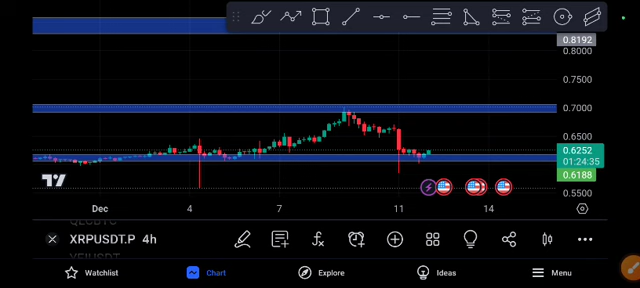 0.8192
0.8000
0.7500
0.7000
0.6500
0.6252
01:24:35
0.6188
0.5500
Dec
4
7
11
14
XRPUSDT.P 4h
Watchlist
Chart
Explore
Ideas
Menu